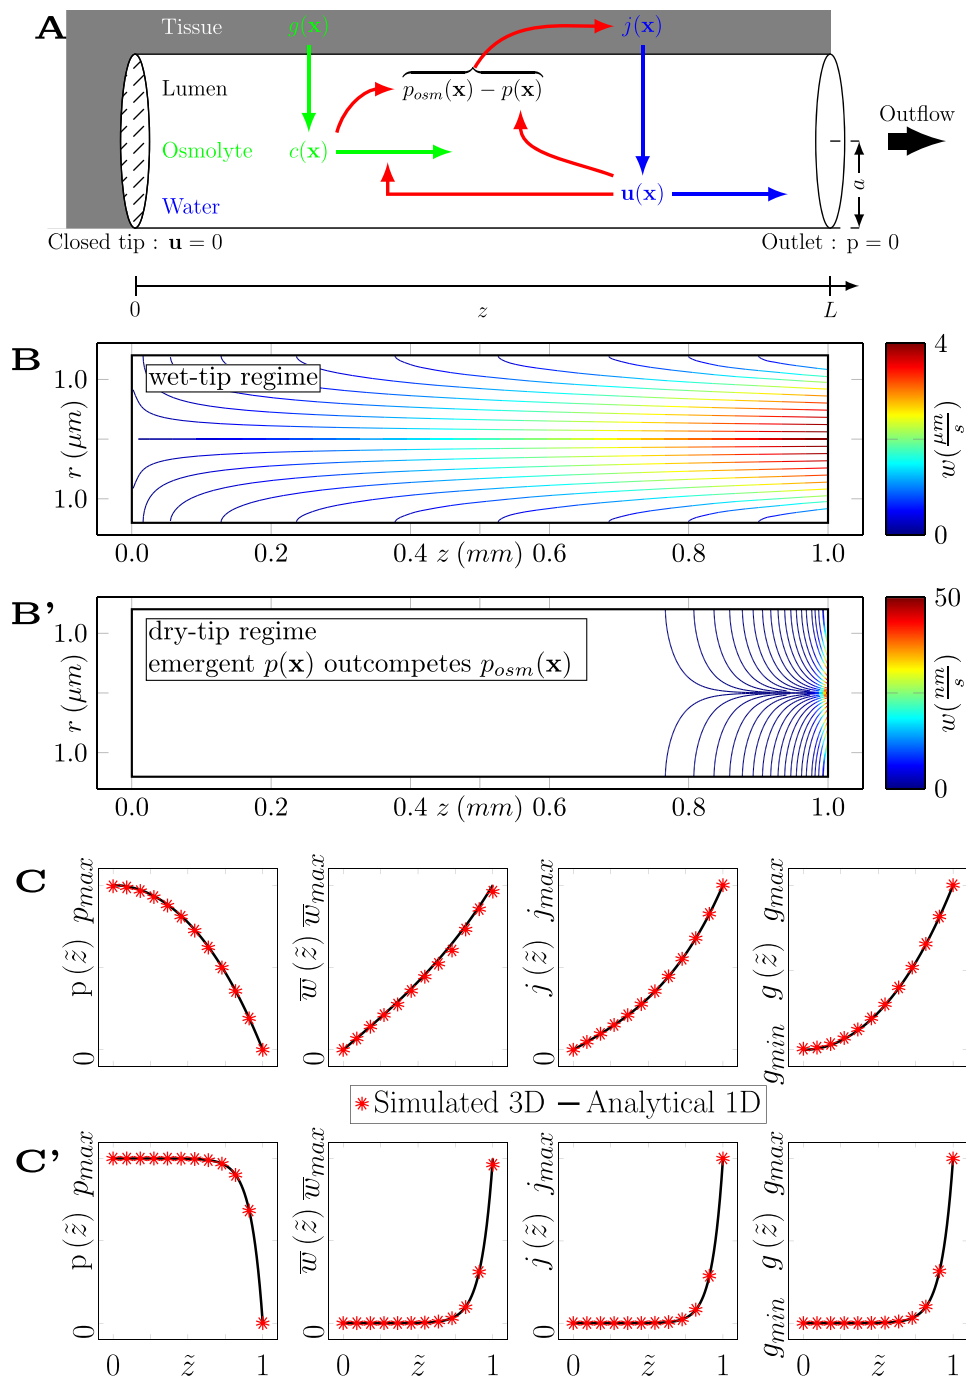 A
Tissue g(x) j(x)
Lumen p_osm(x) − p(x)
Outflow
Osmolyte c(x)
a
Water u(x)
Closed tip : u = 0 Outlet : p = 0
0 z L
B
wet-tip regime
1.0
r (μm)
1.0
0.0 0.2 0.4 z (mm) 0.6 0.8 1.0
4
w(μm/s)
0
B'
dry-tip regime
emergent p(x) outcompetes p_osm(x)
1.0
r (μm)
1.0
0.0 0.2 0.4 z (mm) 0.6 0.8 1.0
50
w(nm/s)
0
C
0 p (z̃) p_max
0 w̅ (z̃) w̅_max
0 j (z̃) j_max
g_min g (z̃) g_max
Simulated 3D Analytical 1D
C'
0 p (z̃) p_max
0 w̅ (z̃) w̅_max
0 j (z̃) j_max
g_min g (z̃) g_max
0 z̃ 1 0 z̃ 1 0 z̃ 1 0 z̃ 1